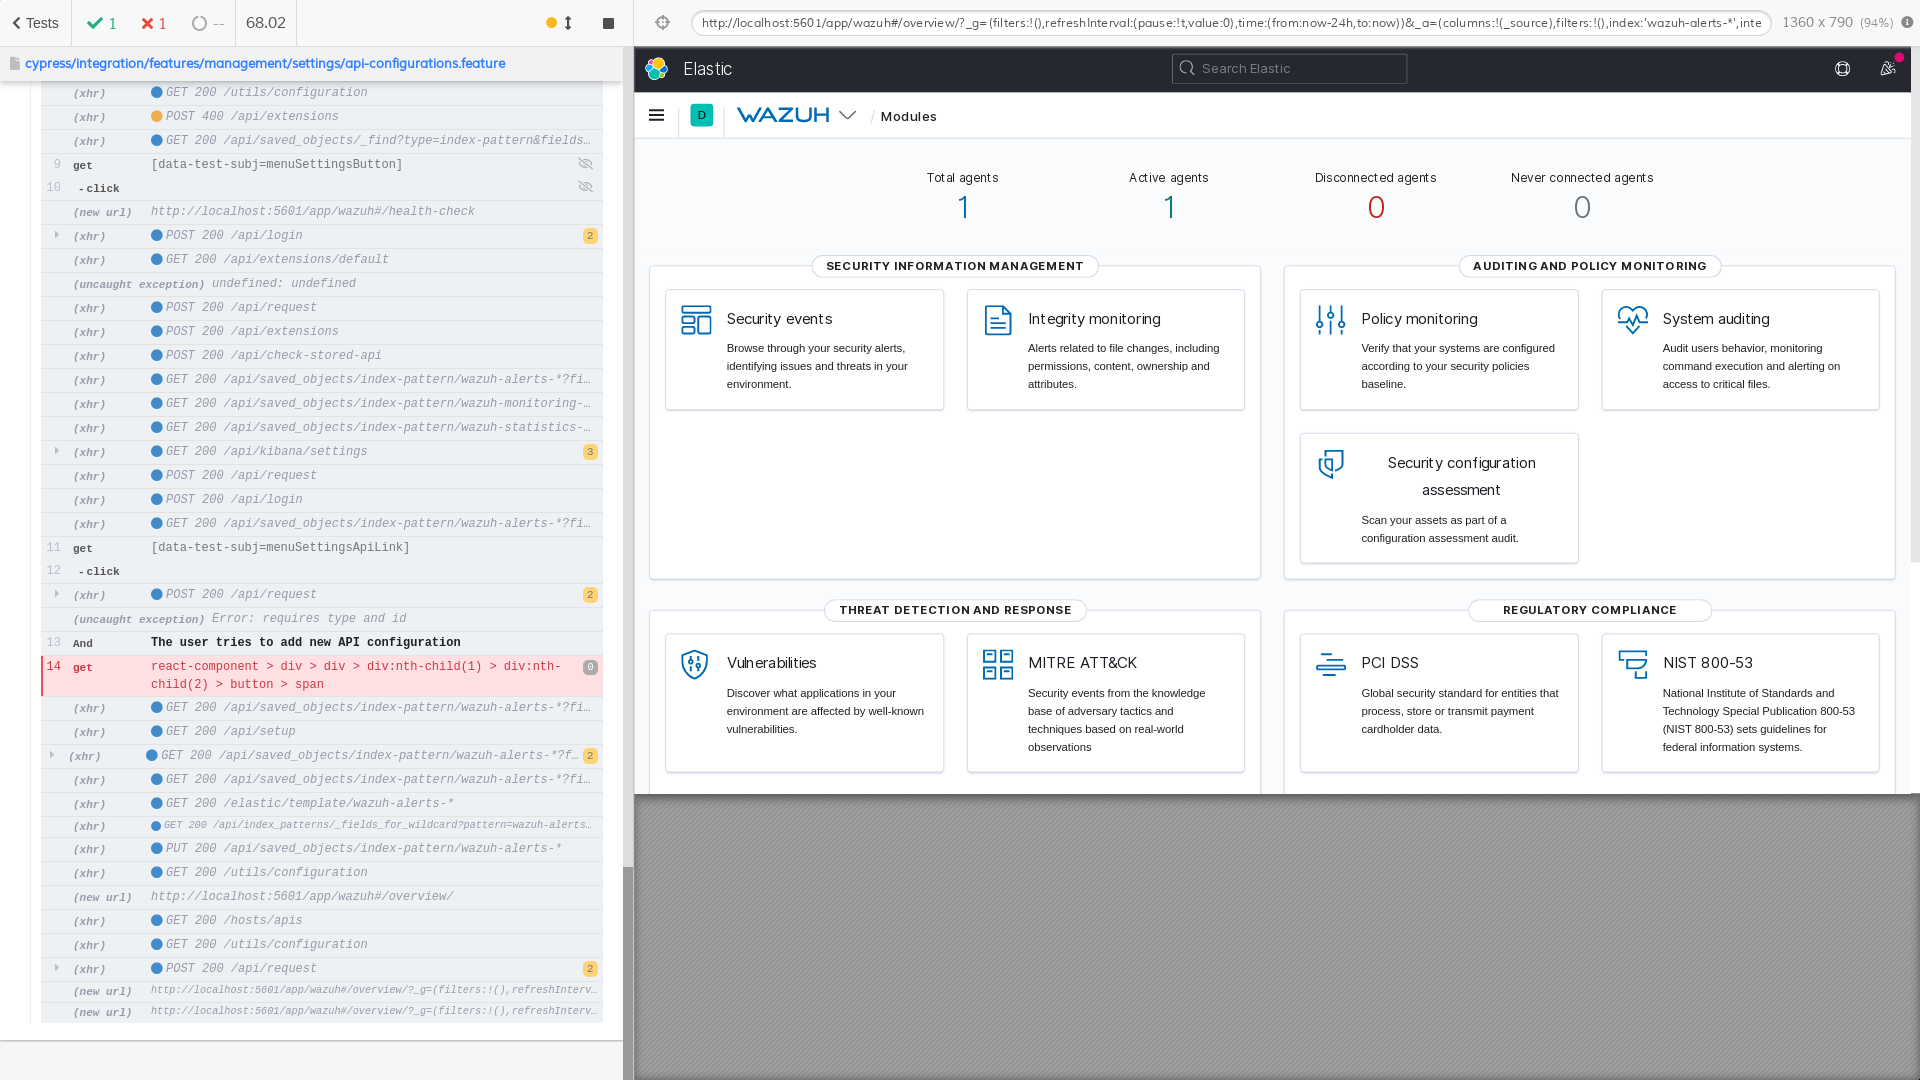 Tests
1
1
--
68.02
http://localhost:5601/app/wazuh#/overview/?_g=(filters:!(),refreshInterval:(pause:!t,value:0),time:(from:now-24h,to:now))&_a=(columns:!(_source),filters:!(),index:'wazuh-alerts-*',inte
1360 x 790 (94%)
cypress/integration/features/management/settings/api-configurations.feature
(xhr) GET 200 /utils/configuration
(xhr) POST 400 /api/extensions
(xhr) GET 200 /api/saved_objects/_find?type=index-pattern&fields…
9 get [data-test-subj=menuSettingsButton]
10 - click
(new url) http://localhost:5601/app/wazuh#/health-check
(xhr) POST 200 /api/login 2
(xhr) GET 200 /api/extensions/default
(uncaught exception) undefined: undefined
(xhr) POST 200 /api/request
(xhr) POST 200 /api/extensions
(xhr) POST 200 /api/check-stored-api
(xhr) GET 200 /api/saved_objects/index-pattern/wazuh-alerts-*?fi…
(xhr) GET 200 /api/saved_objects/index-pattern/wazuh-monitoring-…
(xhr) GET 200 /api/saved_objects/index-pattern/wazuh-statistics-…
(xhr) GET 200 /api/kibana/settings 3
(xhr) POST 200 /api/request
(xhr) POST 200 /api/login
(xhr) GET 200 /api/saved_objects/index-pattern/wazuh-alerts-*?fi…
11 get [data-test-subj=menuSettingsApiLink]
12 - click
(xhr) POST 200 /api/request 2
(uncaught exception) Error: requires type and id
13 And The user tries to add new API configuration
14 get react-component > div > div > div:nth-child(1) > div:nth- 0
child(2) > button > span
(xhr) GET 200 /api/saved_objects/index-pattern/wazuh-alerts-*?fi…
(xhr) GET 200 /api/setup
(xhr) GET 200 /api/saved_objects/index-pattern/wazuh-alerts-*?f… 2
(xhr) GET 200 /api/saved_objects/index-pattern/wazuh-alerts-*?fi…
(xhr) GET 200 /elastic/template/wazuh-alerts-*
(xhr) GET 200 /api/index_patterns/_fields_for_wildcard?pattern=wazuh-alerts…
(xhr) PUT 200 /api/saved_objects/index-pattern/wazuh-alerts-*
(xhr) GET 200 /utils/configuration
(new url) http://localhost:5601/app/wazuh#/overview/
(xhr) GET 200 /hosts/apis
(xhr) GET 200 /utils/configuration
(xhr) POST 200 /api/request 2
(new url) http://localhost:5601/app/wazuh#/overview/?_g=(filters:!(),refreshInterv…
(new url) http://localhost:5601/app/wazuh#/overview/?_g=(filters:!(),refreshInterv…
Elastic
Search Elastic
D
WAZUH
/ Modules
Total agents
1
Active agents
1
Disconnected agents
0
Never connected agents
0
SECURITY INFORMATION MANAGEMENT
Security events
Browse through your security alerts,
identifying issues and threats in your
environment.
Integrity monitoring
Alerts related to file changes, including
permissions, content, ownership and
attributes.
AUDITING AND POLICY MONITORING
Policy monitoring
Verify that your systems are configured
according to your security policies
baseline.
System auditing
Audit users behavior, monitoring
command execution and alerting on
access to critical files.
Security configuration
assessment
Scan your assets as part of a
configuration assessment audit.
THREAT DETECTION AND RESPONSE
Vulnerabilities
Discover what applications in your
environment are affected by well-known
vulnerabilities.
MITRE ATT&CK
Security events from the knowledge
base of adversary tactics and
techniques based on real-world
observations
REGULATORY COMPLIANCE
PCI DSS
Global security standard for entities that
process, store or transmit payment
cardholder data.
NIST 800-53
National Institute of Standards and
Technology Special Publication 800-53
(NIST 800-53) sets guidelines for
federal information systems.